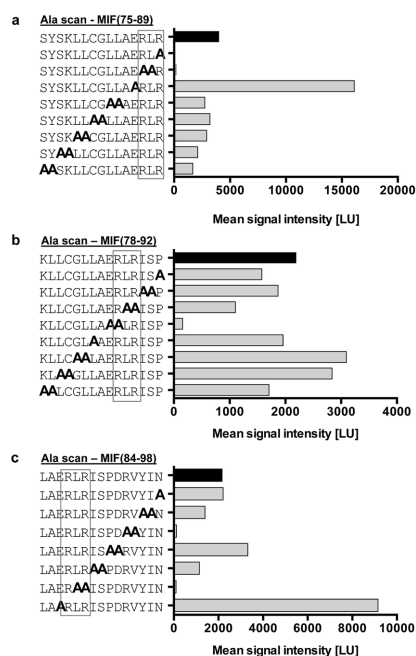 a
Ala scan - MIF(75-89)
SYSKLLCGLLAERLR
SYSKLLCGLLAERLA
SYSKLLCGLLAEAAR
SYSKLLCGLLAARLR
SYSKLLCGAAAERLR
SYSKLLAALLAERLR
SYSKAACGLLAERLR
SYAALLCGLLAERLR
AASKLLCGLLAERLR
0 5000 10000 15000 20000
Mean signal intensity [LU]
b
Ala scan – MIF(78-92)
KLLCGLLAERLRISP
KLLCGLLAERLRISA
KLLCGLLAERLRAAP
KLLCGLLAERAAISP
KLLCGLLAAALRISP
KLLCGLAAERLRISP
KLLCAALAERLRISP
KLAAGLLAERLRISP
AALCGLLAERLRISP
0 1000 2000 3000 4000
Mean signal intensity [LU]
c
Ala scan – MIF(84-98)
LAERLRISPDRVYIN
LAERLRISPDRVYIA
LAERLRISPDRVAAN
LAERLRISPDAAYIN
LAERLRISAARVYIN
LAERLRAAPDRVYIN
LAERAAISPDRVYIN
LAARLRISPDRVYIN
0 2000 4000 6000 8000 10000
Mean signal intensity [LU]